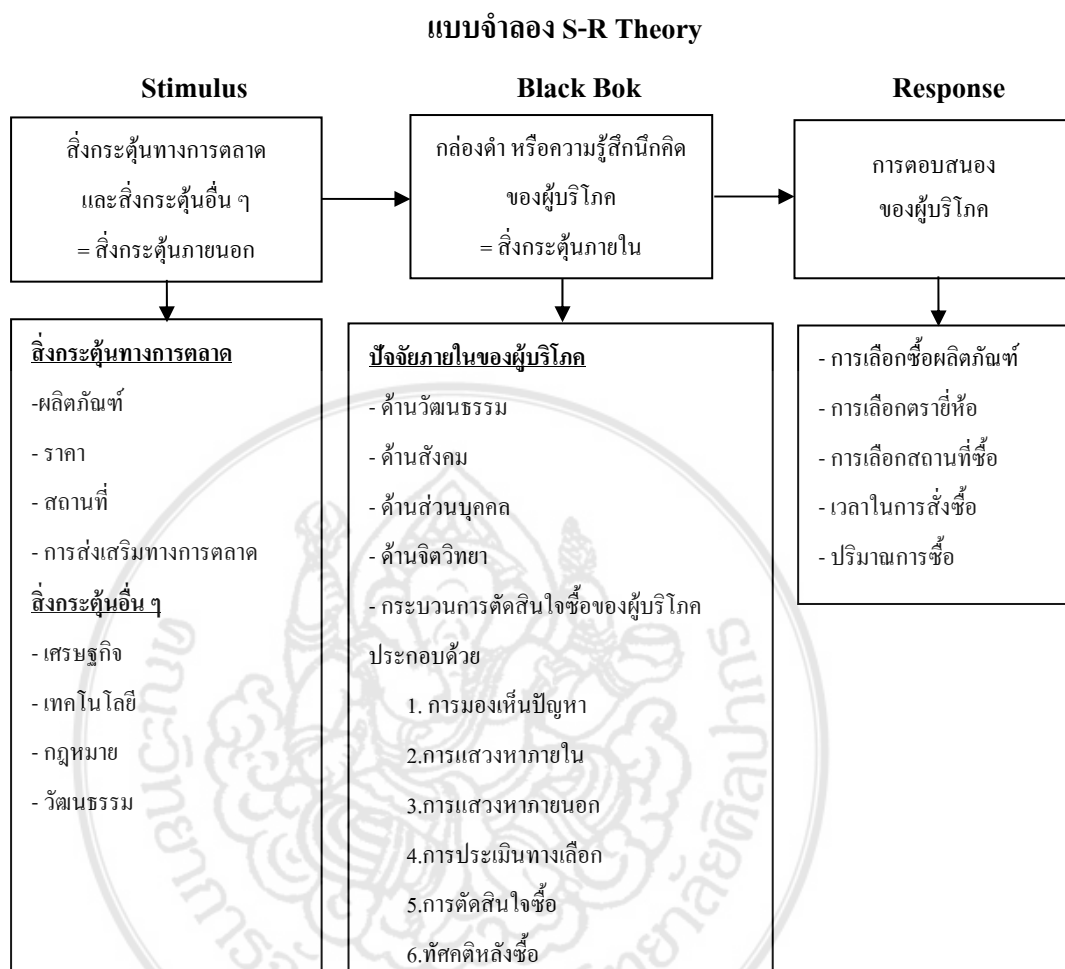 แบบจำลอง S-R Theory
Stimulus
Black Bok
Response
สิ่งกระตุ้นทางการตลาด
และสิ่งกระตุ้นอื่น ๆ
= สิ่งกระตุ้นภายนอก
กล่องดำ หรือความรู้สึกนึกคิด
ของผู้บริโภค
= สิ่งกระตุ้นภายใน
การตอบสนอง
ของผู้บริโภค
สิ่งกระตุ้นทางการตลาด
-ผลิตภัณฑ์
- ราคา
- สถานที่
- การส่งเสริมทางการตลาด
สิ่งกระตุ้นอื่น ๆ
- เศรษฐกิจ
- เทคโนโลยี
- กฎหมาย
- วัฒนธรรม
ปัจจัยภายในของผู้บริโภค
- ด้านวัฒนธรรม
- ด้านสังคม
- ด้านส่วนบุคคล
- ด้านจิตวิทยา
- กระบวนการตัดสินใจซื้อของผู้บริโภค
ประกอบด้วย
1. การมองเห็นปัญหา
2.การแสวงหาภายใน
3.การแสวงหาภายนอก
4.การประเมินทางเลือก
5.การตัดสินใจซื้อ
6.ทัศคติหลังซื้อ
- การเลือกซื้อผลิตภัณฑ์
- การเลือกตรายี่ห้อ
- การเลือกสถานที่ซื้อ
- เวลาในการสั่งซื้อ
- ปริมาณการซื้อ